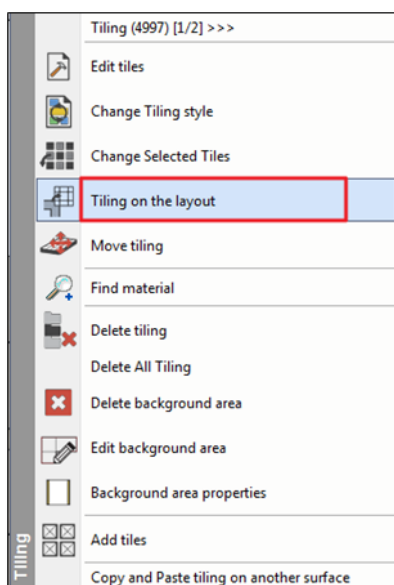 Tiling (4997) [1/2] >>>
Edit tiles
Change Tiling style
Change Selected Tiles
Tiling on the layout
Move tiling
Find material
Delete tiling
Delete All Tiling
Delete background area
Edit background area
Background area properties
Add tiles
Copy and Paste tiling on another surface
Tiling